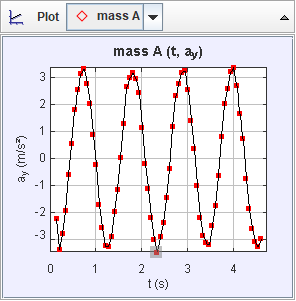 Plot mass A
mass A (t, ay)
3
2
1
0
-1
-2
-3
ay (m/s²)
0 1 2 3 4
t (s)